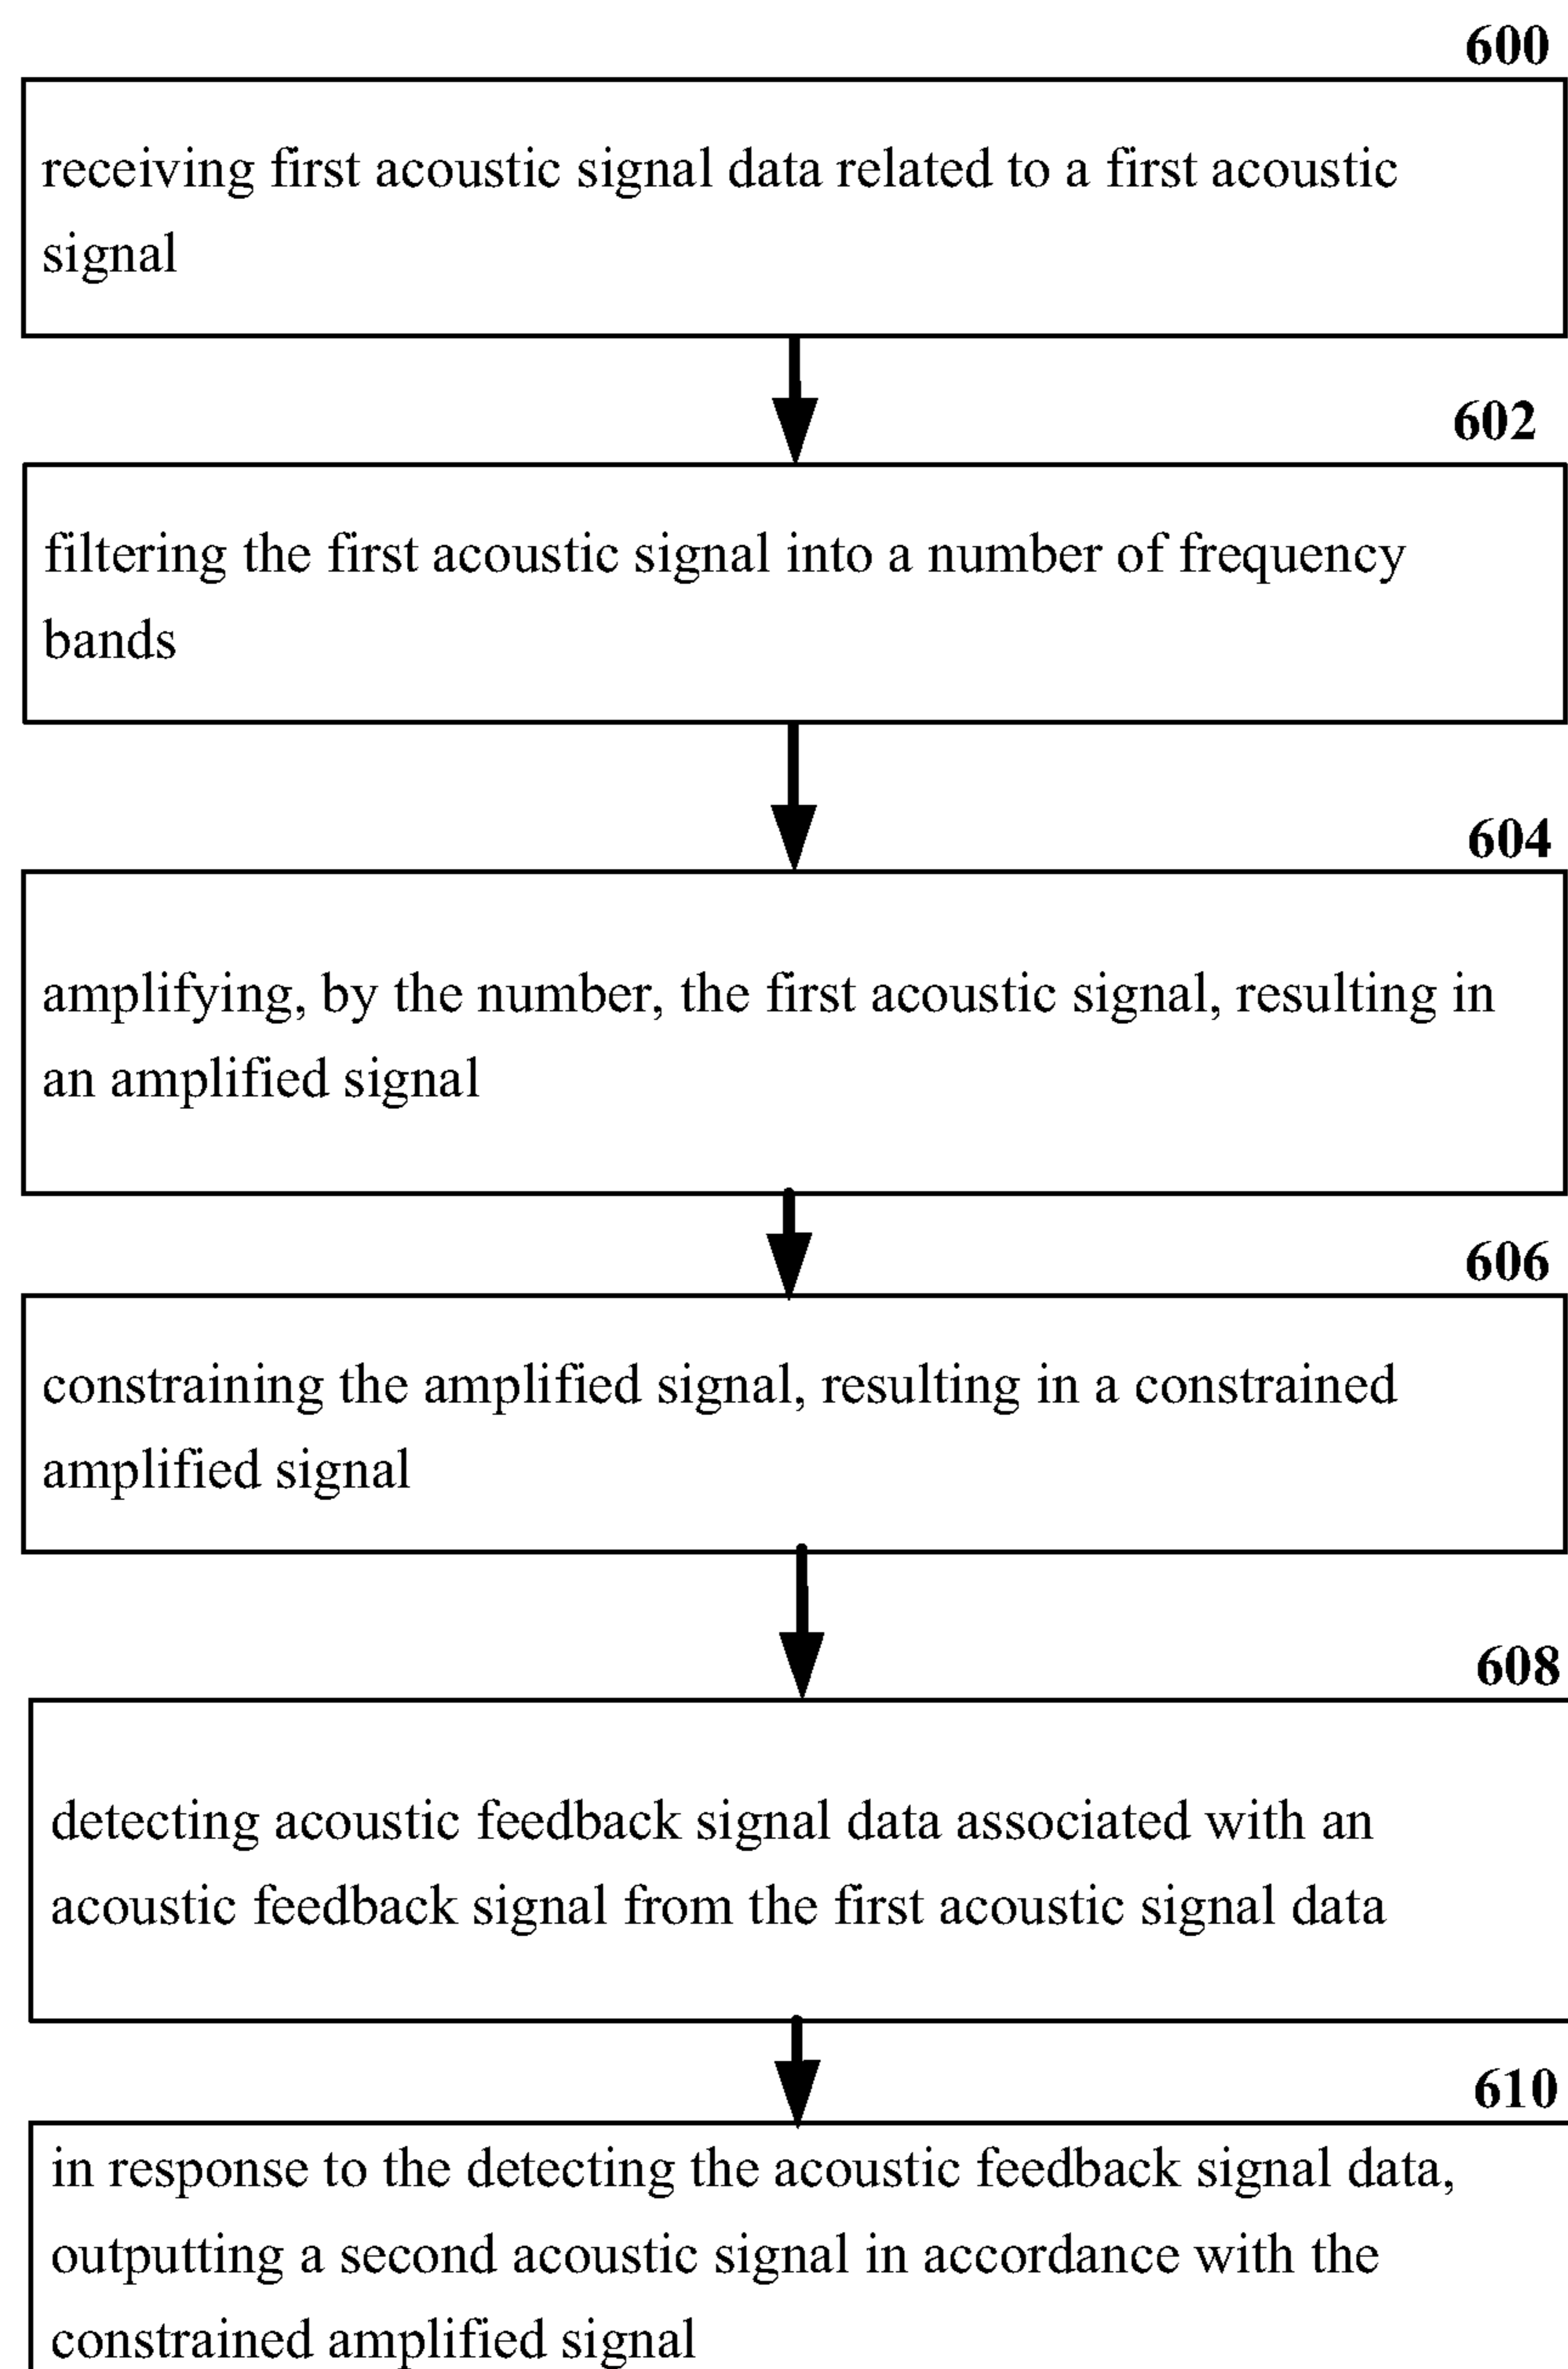 600
receiving first acoustic signal data related to a first acoustic
signal
602
filtering the first acoustic signal into a number of frequency
bands
604
amplifying, by the number, the first acoustic signal, resulting in
an amplified signal
606
constraining the amplified signal, resulting in a constrained
amplified signal
608
detecting acoustic feedback signal data associated with an
acoustic feedback signal from the first acoustic signal data
610
in response to the detecting the acoustic feedback signal data,
outputting a second acoustic signal in accordance with the
constrained amplified signal